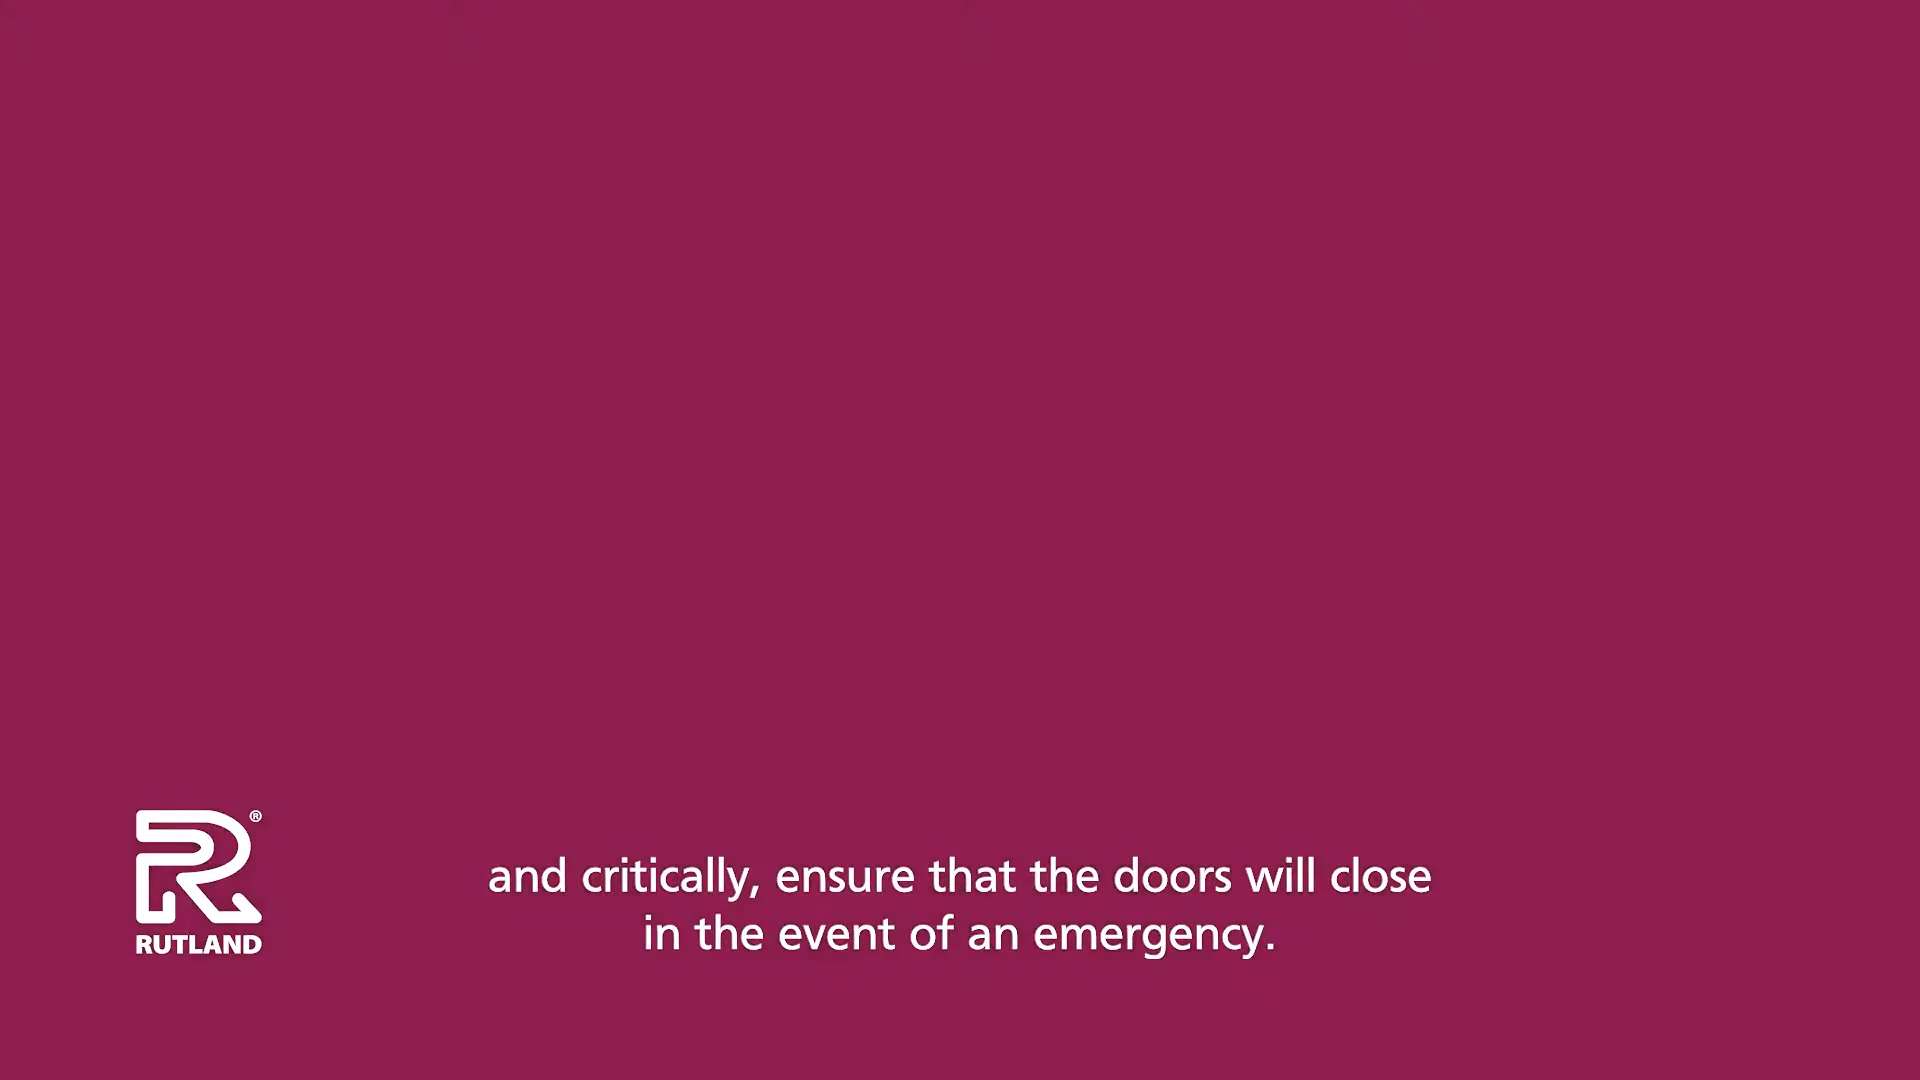 ®
RUTLAND
and critically, ensure that the doors will close
in the event of an emergency.